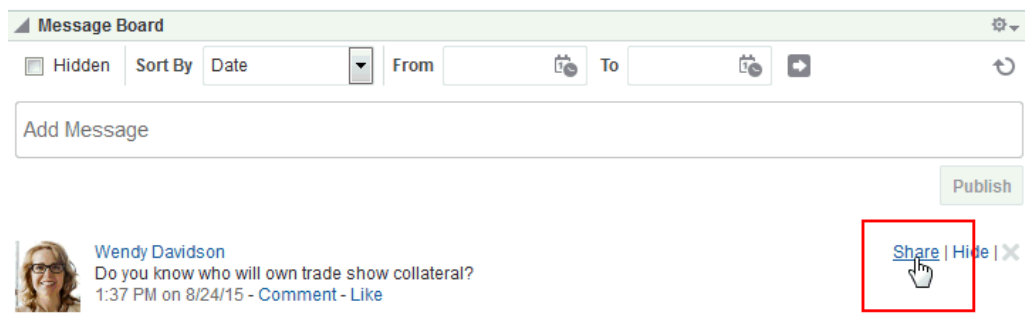 Message Board
Hidden Sort By Date From To
Add Message
Publish
Wendy Davidson Share | Hide |
Do you know who will own trade show collateral?
1:37 PM on 8/24/15 - Comment - Like